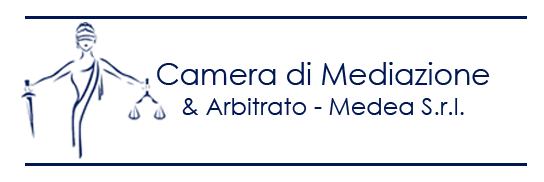 Camera di Mediazione
& Arbitrato - Medea S.r.l.